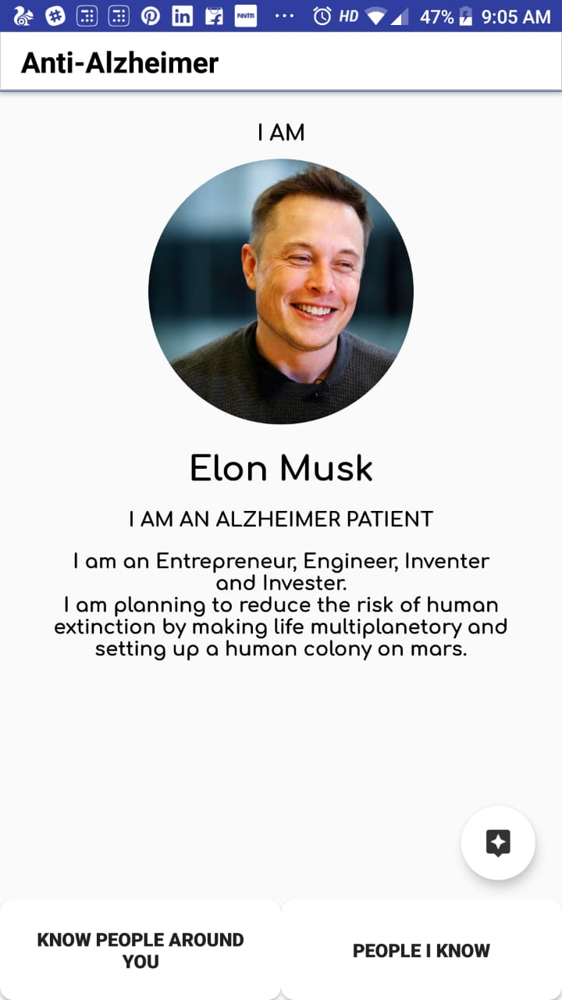 Paytm ... HD 47% 9:05 AM
Anti-Alzheimer
I AM
Elon Musk
I AM AN ALZHEIMER PATIENT
I am an Entrepreneur, Engineer, Inventer
and Invester.
I am planning to reduce the risk of human
extinction by making life multiplanetory and
setting up a human colony on mars.
KNOW PEOPLE AROUND
YOU
PEOPLE I KNOW